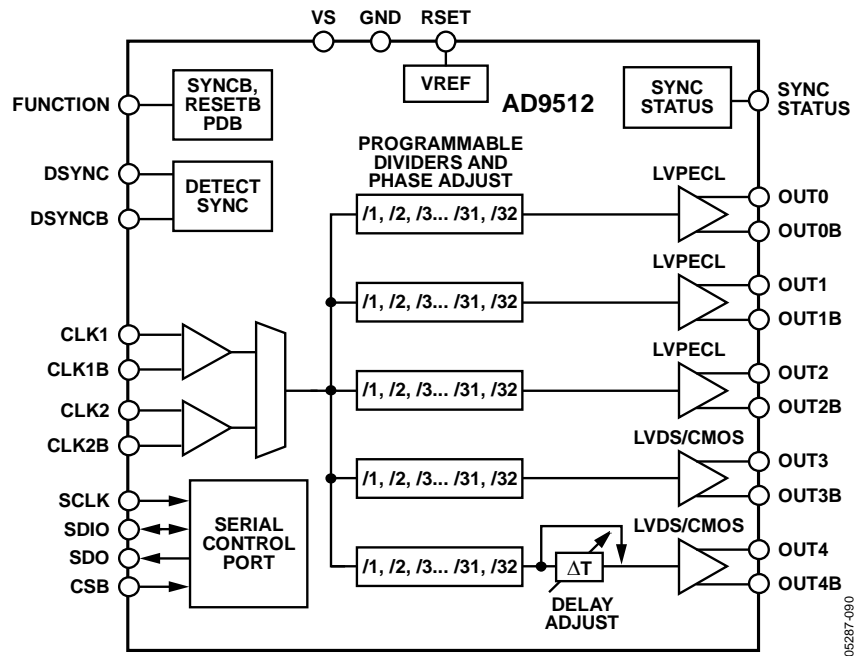 VS GND RSET
VREF
AD9512
SYNC
STATUS
SYNC
STATUS
FUNCTION
SYNCB,
RESETB
PDB
DSYNC
DSYNCB
DETECT
SYNC
PROGRAMMABLE
DIVIDERS AND
PHASE ADJUST
LVPECL
/1, /2, /3... /31, /32
OUT0
OUT0B
LVPECL
/1, /2, /3... /31, /32
OUT1
OUT1B
CLK1
CLK1B
CLK2
CLK2B
LVPECL
/1, /2, /3... /31, /32
OUT2
OUT2B
LVDS/CMOS
/1, /2, /3... /31, /32
OUT3
OUT3B
SCLK
SDIO
SDO
CSB
SERIAL
CONTROL
PORT
LVDS/CMOS
/1, /2, /3... /31, /32
ΔT
DELAY
ADJUST
OUT4
OUT4B
05287-090